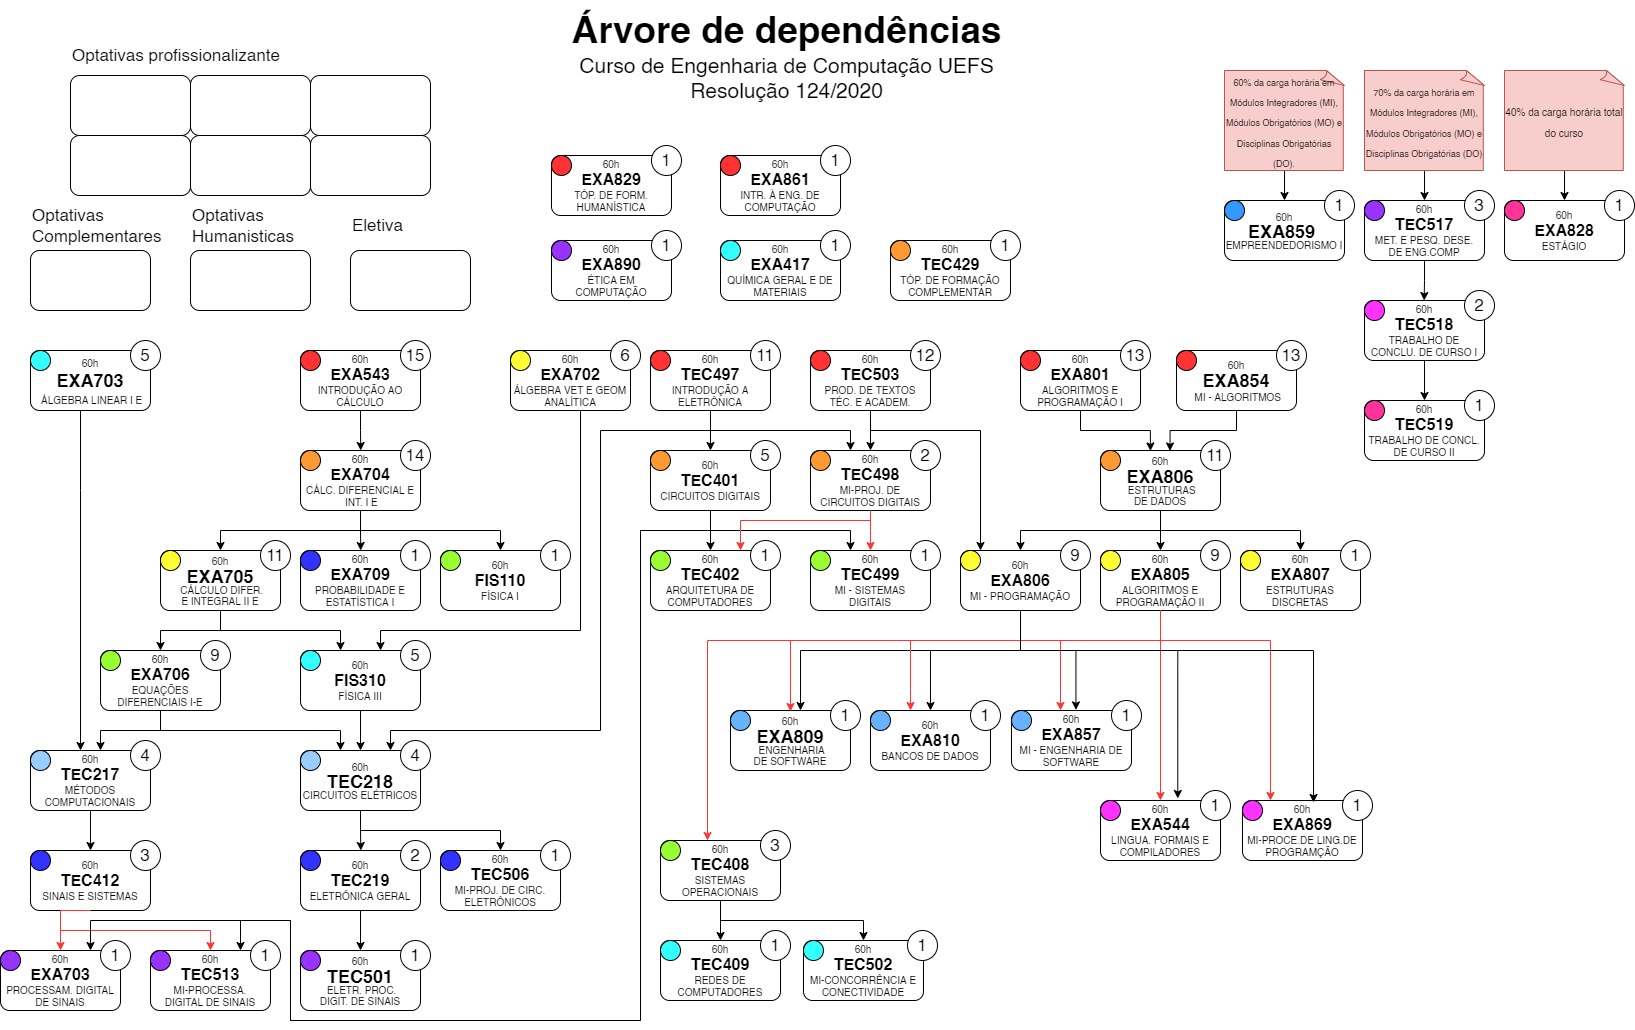 Árvore de dependências
Curso de Engenharia de Computação UEFS
Resolução 124/2020
Optativas profissionalizante
Optativas
Complementares
Optativas
Humanisticas
Eletiva
60% da carga horária em
Módulos Integradores (MI),
Módulos Obrigatórios (MO) e
Disciplinas Obrigatórias
(DO).
70% da carga horária em
Módulos Integradores (MI),
Módulos Obrigatórios (MO) e
Disciplinas Obrigatórias (DO)
40% da carga horária total
do curso
60h
1
EXA829
TÓP. DE FORM.
HUMANÍSTICA
60h
1
EXA861
INTR. À ENG. DE
COMPUTAÇÃO
60h
1
EXA859
EMPREENDEDORISMO I
60h
3
TEC517
MET. E PESQ. DESE.
DE ENG.COMP
60h
1
EXA828
ESTÁGIO
60h
1
EXA890
ÉTICA EM
COMPUTAÇÃO
60h
1
EXA417
QUÍMICA GERAL E DE
MATERIAIS
60h
1
TEC429
TÓP. DE FORMAÇÃO
COMPLEMENTAR
60h
2
TEC518
TRABALHO DE
CONCLU. DE CURSO I
60h
5
EXA703
ÁLGEBRA LINEAR I E
60h
15
EXA543
INTRODUÇÃO AO
CÁLCULO
60h
6
EXA702
ÁLGEBRA VET E GEOM
ANALÍTICA
60h
11
TEC497
INTRODUÇÃO A
ELETRÔNICA
60h
12
TEC503
PROD. DE TEXTOS
TÉC. E ACADEM.
60h
13
EXA801
ALGORITMOS E
PROGRAMAÇÃO I
60h
13
EXA854
MI - ALGORITMOS
60h
1
TEC519
TRABALHO DE CONCL.
DE CURSO II
60h
14
EXA704
CÁLC. DIFERENCIAL E
INT. I E
60h
5
TEC401
CIRCUITOS DIGITAIS
60h
2
TEC498
MI-PROJ. DE
CIRCUITOS DIGITAIS
60h
11
EXA806
ESTRUTURAS
DE DADOS
60h
11
EXA705
CÁLCULO DIFER.
E INTEGRAL II E
60h
1
EXA709
PROBABILIDADE E
ESTATÍSTICA I
60h
1
FIS110
FÍSICA I
60h
1
TEC402
ARQUITETURA DE
COMPUTADORES
60h
1
TEC499
MI - SISTEMAS
DIGITAIS
60h
9
EXA806
MI - PROGRAMAÇÃO
60h
9
EXA805
ALGORITMOS E
PROGRAMAÇÃO II
60h
1
EXA807
ESTRUTURAS
DISCRETAS
60h
9
EXA706
EQUAÇÕES
DIFERENCIAIS I-E
60h
5
FIS310
FÍSICA III
60h
1
EXA809
ENGENHARIA
DE SOFTWARE
60h
1
EXA810
BANCOS DE DADOS
60h
1
EXA857
MI - ENGENHARIA DE
SOFTWARE
60h
4
TEC217
MÉTODOS
COMPUTACIONAIS
60h
4
TEC218
CIRCUITOS ELÉTRICOS
60h
1
EXA544
LINGUA. FORMAIS E
COMPILADORES
60h
1
EXA869
MI-PROCE.DE LING.DE
PROGRAMÇÃO
60h
3
TEC412
SINAIS E SISTEMAS
60h
2
TEC219
ELETRÔNICA GERAL
60h
1
TEC506
MI-PROJ. DE CIRC.
ELETRÔNICOS
60h
3
TEC408
SISTEMAS
OPERACIONAIS
60h
1
EXA703
PROCESSAM. DIGITAL
DE SINAIS
60h
1
TEC513
MI-PROCESSA.
DIGITAL DE SINAIS
60h
1
TEC501
ELETR. PROC.
DIGIT. DE SINAIS
60h
1
TEC409
REDES DE
COMPUTADORES
60h
1
TEC502
MI-CONCORRÊNCIA E
CONECTIVIDADE